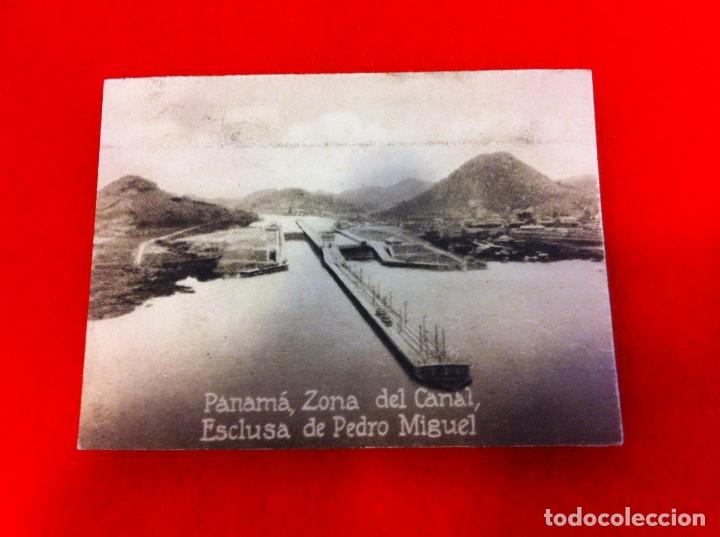 Panamá, Zona del Canal,
Esclusa de Pedro Miguel
todocoleccion